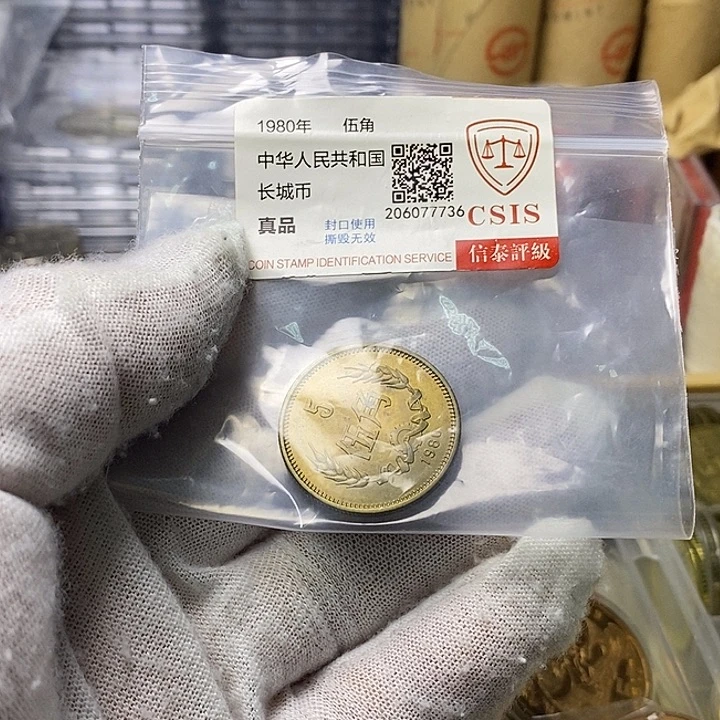 1980年 伍角
中华人民共和国
长城币
206077736
真品
封口使用
撕毁无效
CSIS
COIN STAMP IDENTIFICATION SERVICE
信泰評級
5
伍角
1980